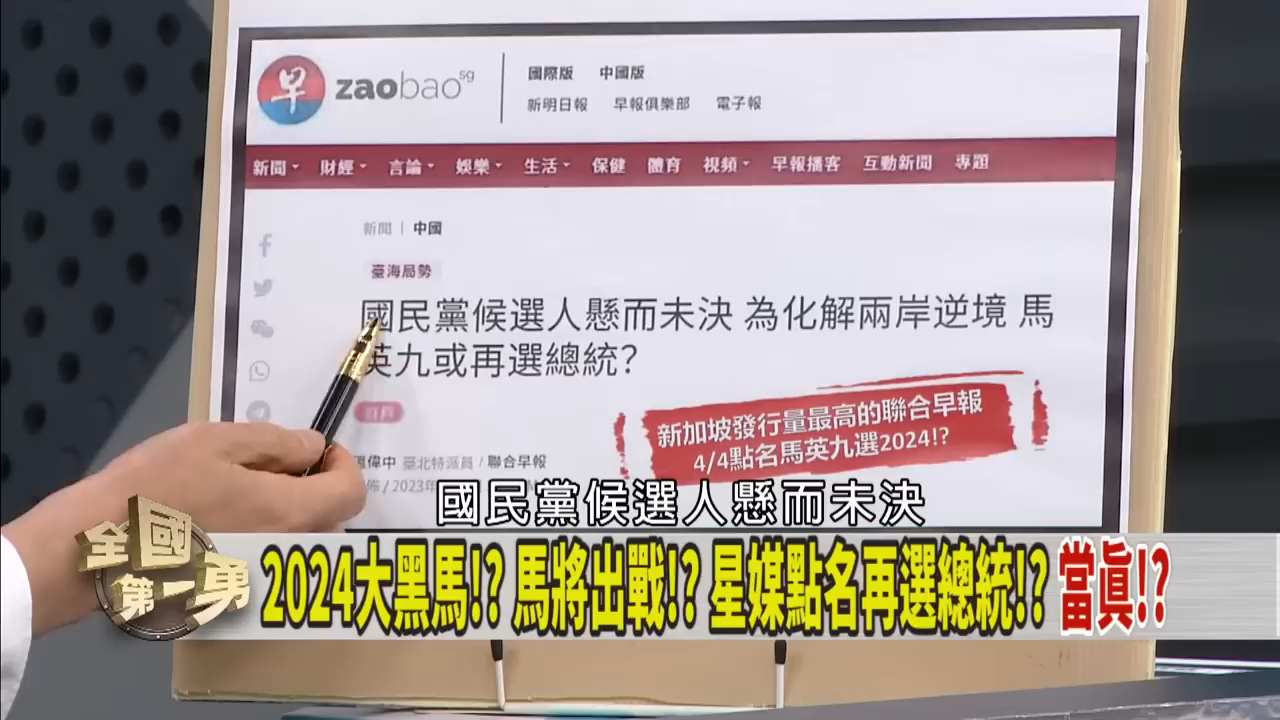 早 zaobao sg
國際版 中國版
新明日報 早報俱樂部 電子報
新聞 財經 言論 娛樂 生活 保健 體育 視頻 早報播客 互動新聞 專題
新聞 | 中國
臺海局勢
國民黨候選人懸而未決 為化解兩岸逆境 馬
英九或再選總統?
新加坡發行量最高的聯合早報
4/4點名馬英九選2024!?
偉中 臺北特派員 / 聯合早報
佈 / 2023年
國民黨候選人懸而未決
全國第一勇
2024大黑馬!? 馬將出戰!? 星媒點名再選總統!? 當真!?